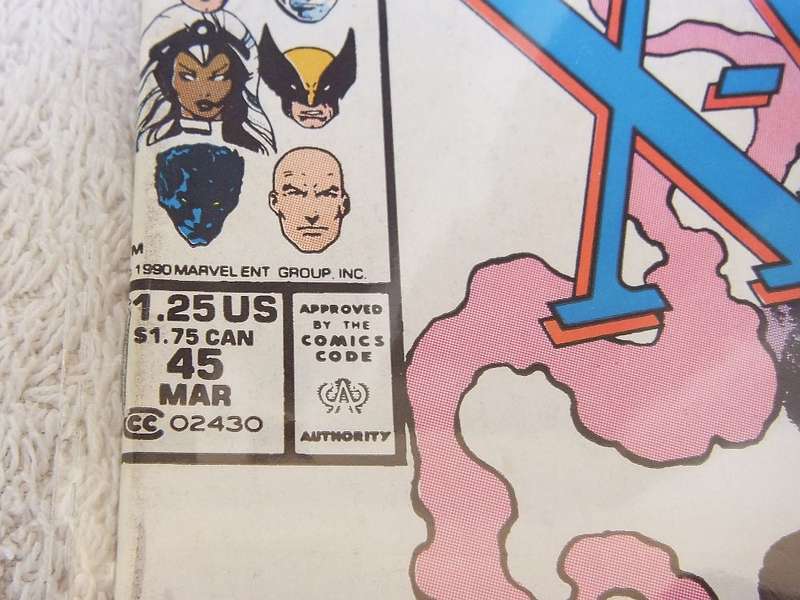 X-
M
1990 MARVEL ENT GROUP, INC.
1.25 US
$1.75 CAN
45
MAR
CC 02430
APPROVED
BY THE
COMICS
CODE
CA
AUTHORITY